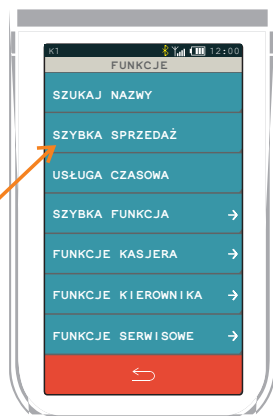 K1 12:00
FUNKCJE
SZUKAJ NAZWY
SZYBKA SPRZEDAŻ
USŁUGA CZASOWA
SZYBKA FUNKCJA →
FUNKCJE KASJERA →
FUNKCJE KIEROWNIKA →
FUNKCJE SERWISOWE →